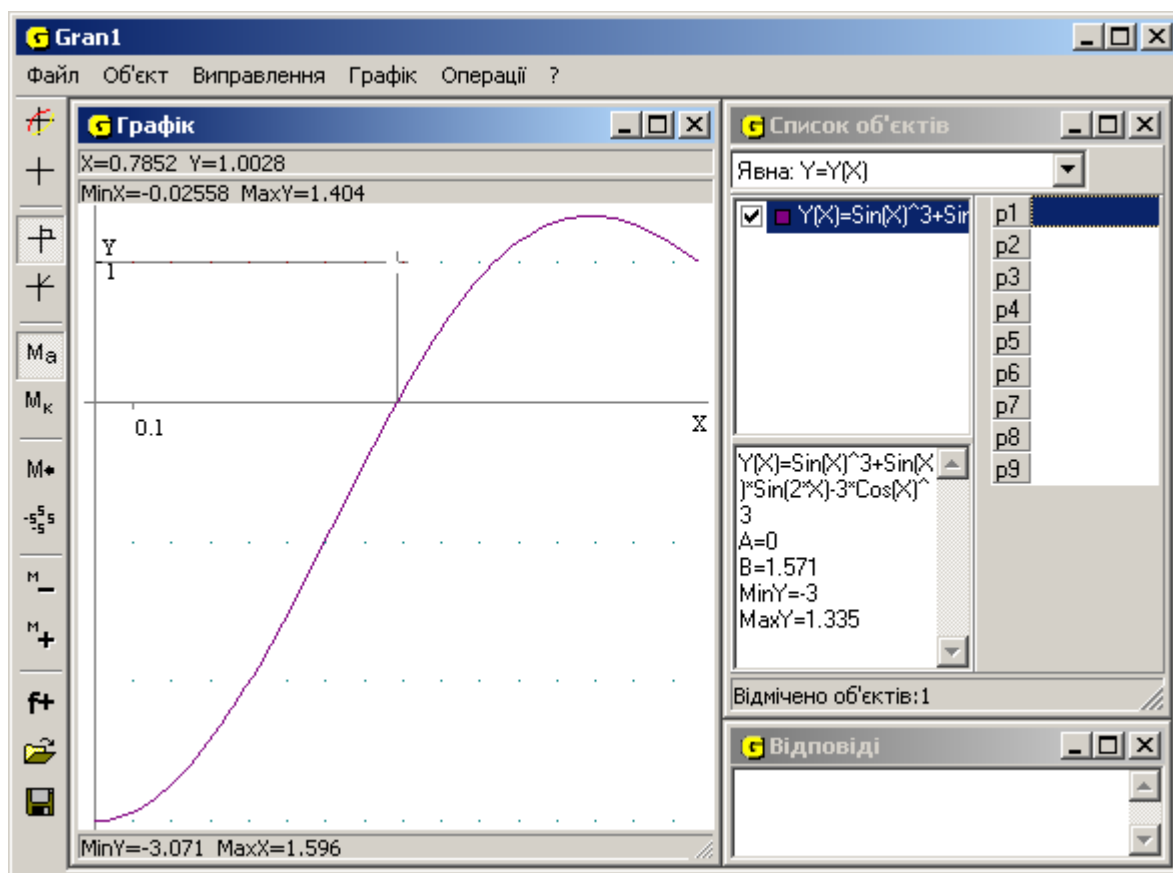 Gran1
Файл Об'єкт Виправлення Графік Операції ?
Графік
X=0.7852 Y=1.0028
MinX=-0.02558 MaxY=1.404
Y
1
0.1
X
MinY=-3.071 MaxX=1.596
Ma
Mк
M
-s s s -s
M
M
f+
Список об'єктів
Явна: Y=Y(X)
Y(X)=Sin(X)^3+Sin
p1
p2
p3
p4
p5
p6
p7
p8
p9
Y(X)=Sin(X)^3+Sin(X
)*Sin(2*X)-3*Cos(X)^
3
A=0
B=1.571
MinY=-3
MaxY=1.335
Відмічено об'єктів:1
Відповіді